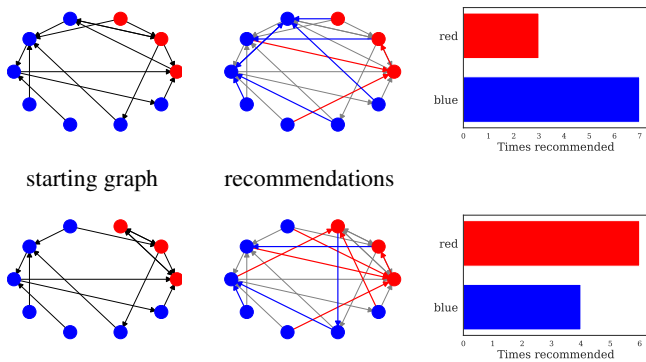 red
blue
0 1 2 3 4 5 6 7
Times recommended
starting graph
recommendations
red
blue
0 1 2 3 4 5 6
Times recommended